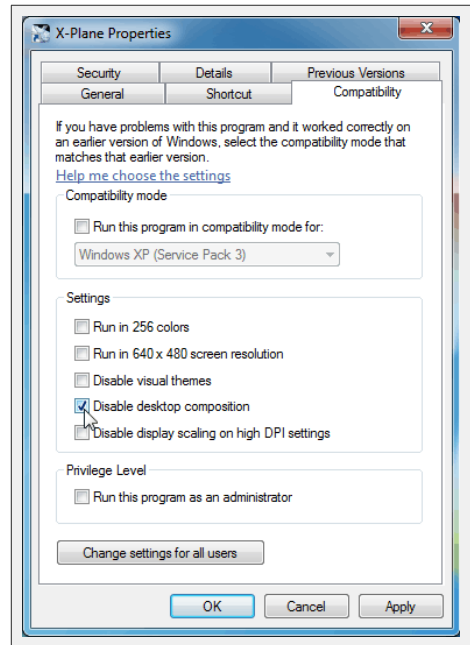 X-Plane Properties
Security Details Previous Versions
General Shortcut Compatibility
If you have problems with this program and it worked correctly on
an earlier version of Windows, select the compatibility mode that
matches that earlier version.
Help me choose the settings
Compatibility mode
Run this program in compatibility mode for:
Windows XP (Service Pack 3)
Settings
Run in 256 colors
Run in 640 x 480 screen resolution
Disable visual themes
Disable desktop composition
Disable display scaling on high DPI settings
Privilege Level
Run this program as an administrator
Change settings for all users
OK Cancel Apply